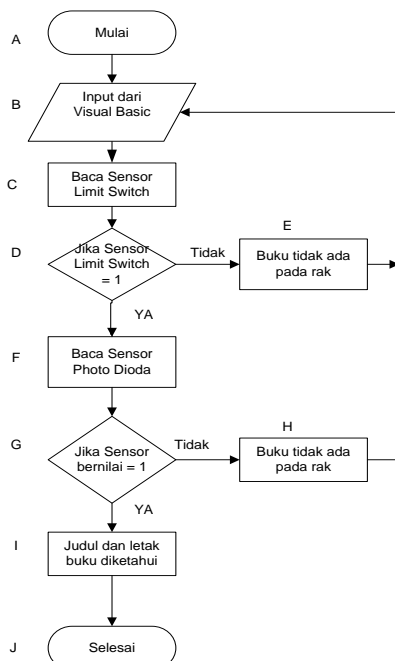 A
Mulai
B
Input dari
Visual Basic
C
Baca Sensor
Limit Switch
D
Jika Sensor
Limit Switch
= 1
Tidak
E
Buku tidak ada
pada rak
YA
F
Baca Sensor
Photo Dioda
G
Jika Sensor
bernilai = 1
Tidak
H
Buku tidak ada
pada rak
YA
I
Judul dan letak
buku diketahui
J
Selesai